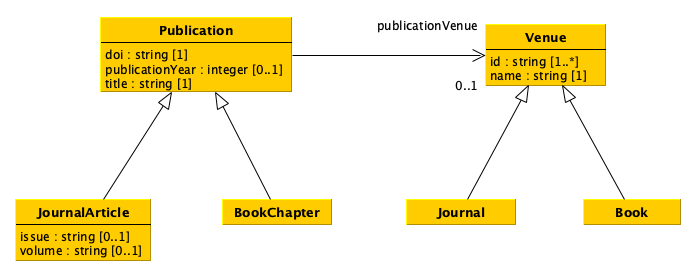 Publication
doi : string [1]
publicationYear : integer [0..1]
title : string [1]
publicationVenue
0..1
Venue
id : string [1..*]
name : string [1]
JournalArticle
issue : string [0..1]
volume : string [0..1]
BookChapter
Journal
Book